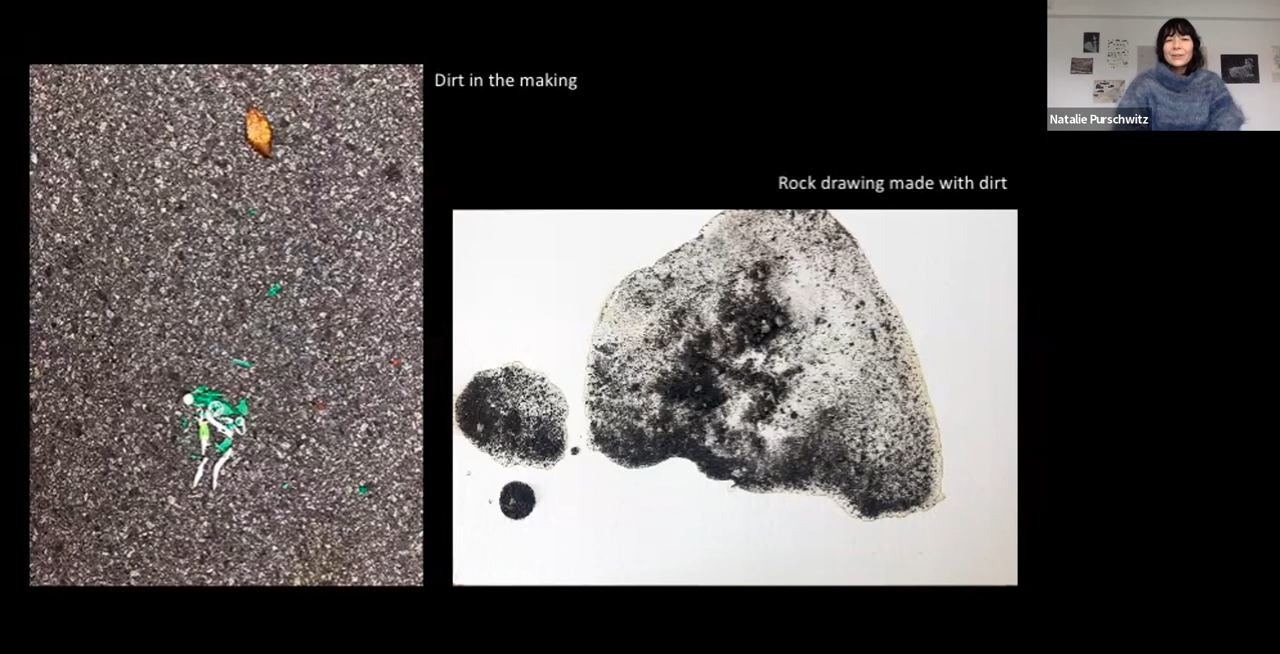 Dirt in the making
Rock drawing made with dirt
Natalie Purschwitz